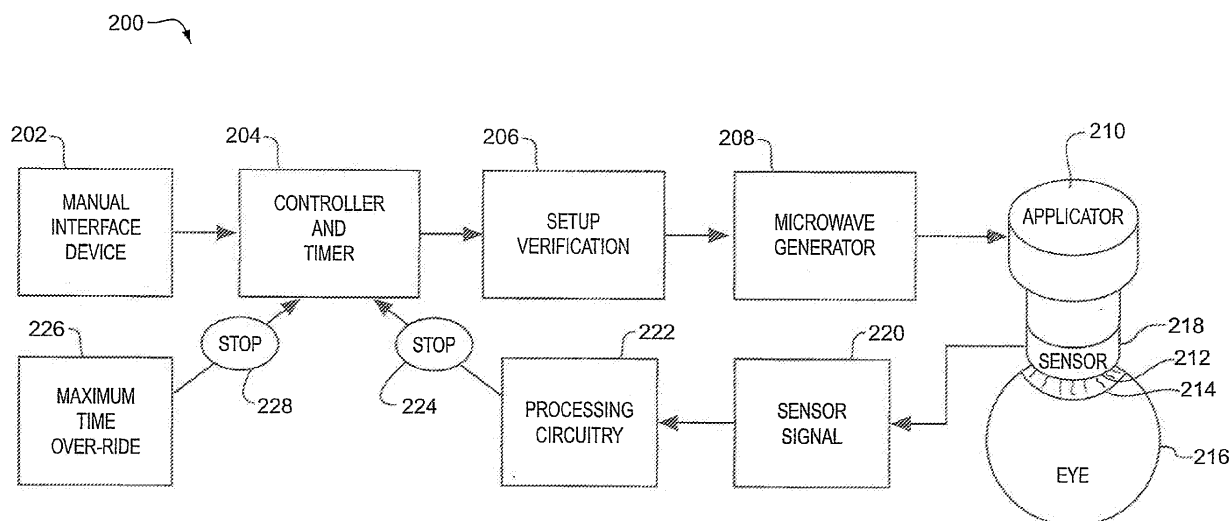 200
202
MANUAL
INTERFACE
DEVICE
204
CONTROLLER
AND
TIMER
206
SETUP
VERIFICATION
208
MICROWAVE
GENERATOR
210
APPLICATOR
218
SENSOR
212
214
216
EYE
220
SENSOR
SIGNAL
222
PROCESSING
CIRCUITRY
STOP
224
STOP
228
226
MAXIMUM
TIME
OVER-RIDE